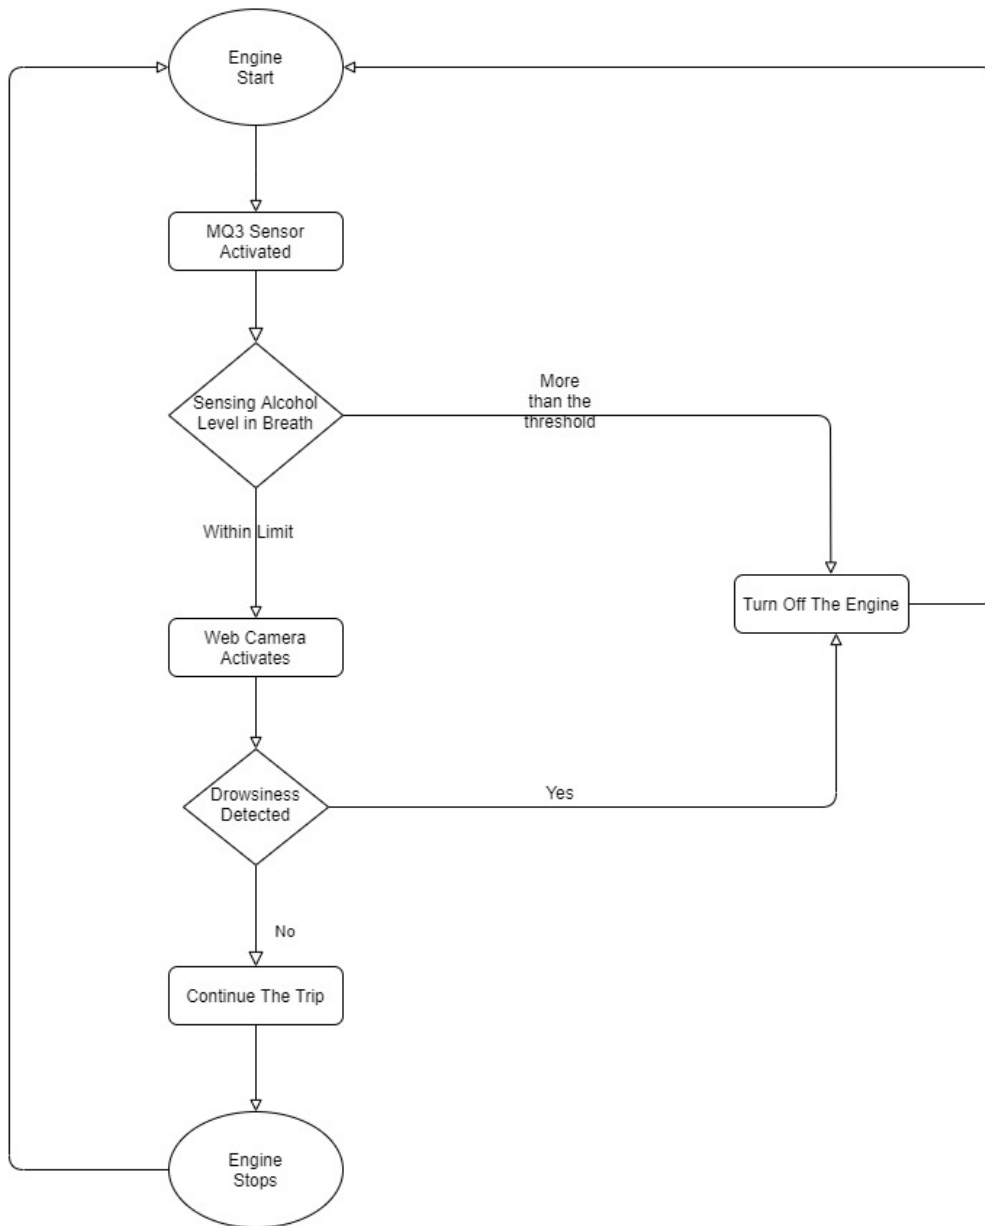 Engine
Start
MQ3 Sensor
Activated
Sensing Alcohol
Level in Breath
More
than the
threshold
Within Limit
Turn Off The Engine
Web Camera
Activates
Drowsiness
Detected
Yes
No
Continue The Trip
Engine
Stops